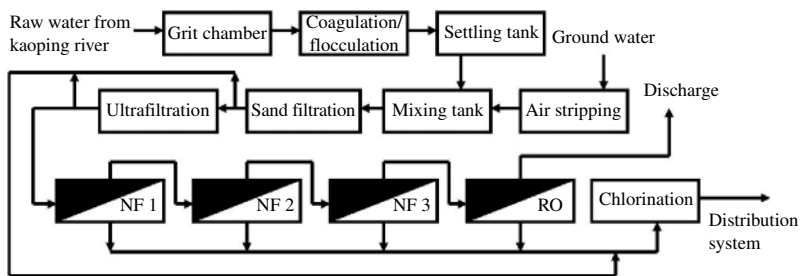 Raw water from
kaoping river
Grit chamber
Coagulation/
flocculation
Settling tank
Ground water
Ultrafiltration
Sand filtration
Mixing tank
Air stripping
Discharge
NF 1
NF 2
NF 3
RO
Chlorination
Distribution
system